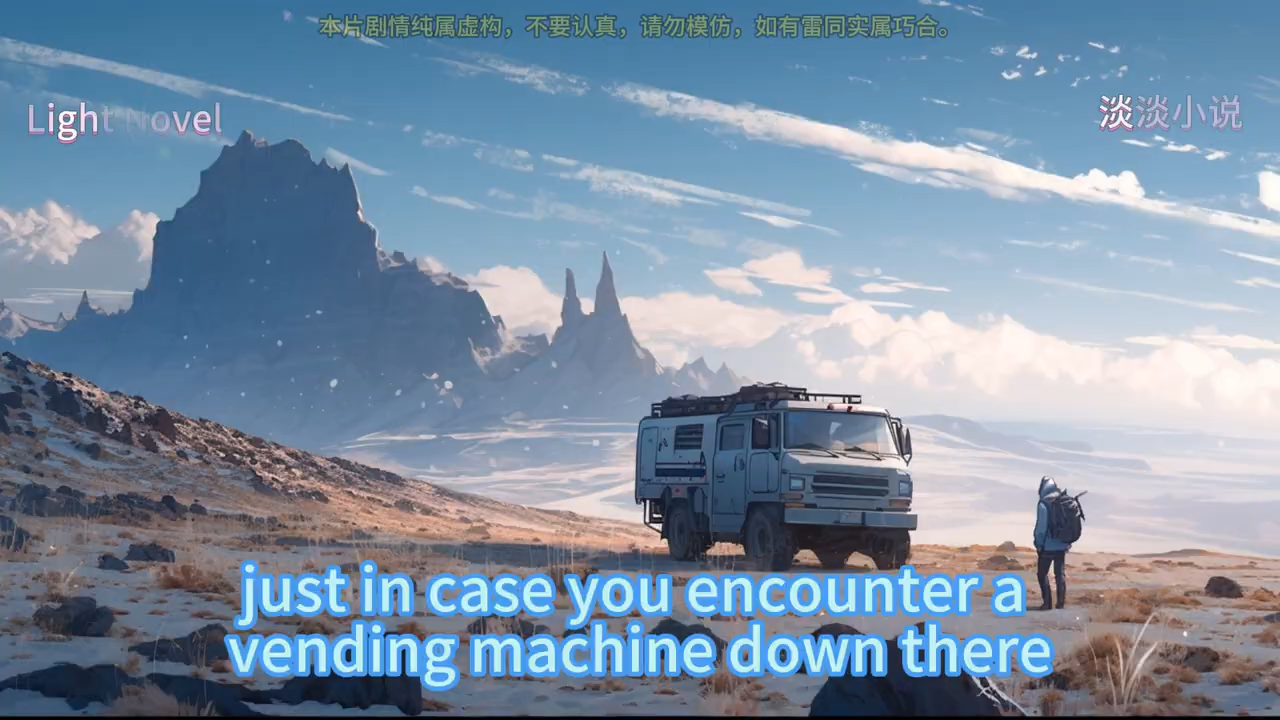 本片剧情纯属虚构，不要认真，请勿模仿，如有雷同实属巧合。
Light Novel
淡淡小说
just in case you encounter a
vending machine down there